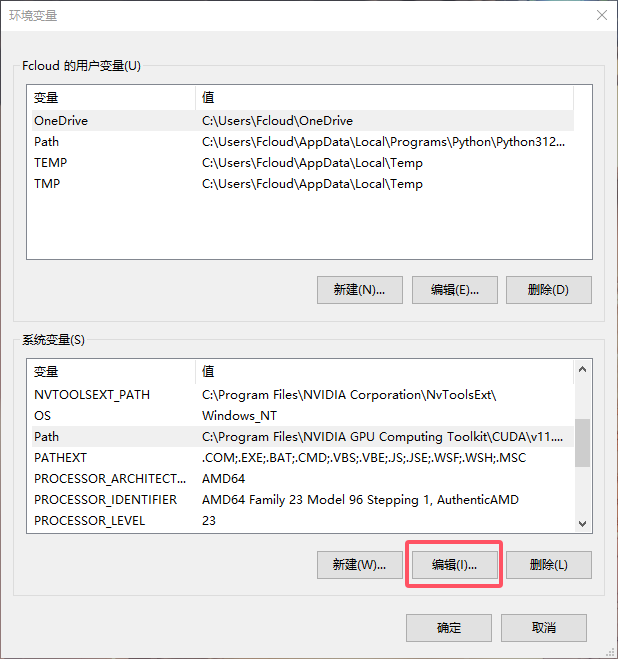 环境变量
Fcloud 的用户变量(U)
变量 值
OneDrive C:\Users\Fcloud\OneDrive
Path C:\Users\Fcloud\AppData\Local\Programs\Python\Python312...
TEMP C:\Users\Fcloud\AppData\Local\Temp
TMP C:\Users\Fcloud\AppData\Local\Temp
新建(N)... 编辑(E)... 删除(D)
系统变量(S)
变量 值
NVTOOLSEXT_PATH C:\Program Files\NVIDIA Corporation\NvToolsExt\
OS Windows_NT
Path C:\Program Files\NVIDIA GPU Computing Toolkit\CUDA\v11....
PATHEXT .COM;.EXE;.BAT;.CMD;.VBS;.VBE;.JS;.JSE;.WSF;.WSH;.MSC
PROCESSOR_ARCHITECT... AMD64
PROCESSOR_IDENTIFIER AMD64 Family 23 Model 96 Stepping 1, AuthenticAMD
PROCESSOR_LEVEL 23
新建(W)... 编辑(I)... 删除(L)
确定 取消